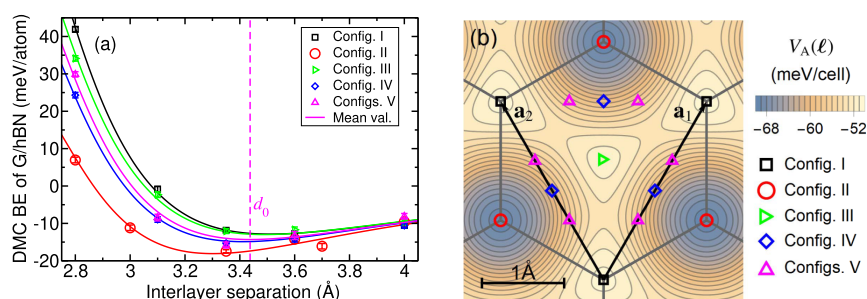 (a)
Config. I
Config. II
Config. III
Config. IV
Configs. V
Mean val.
d₀
DMC BE of G/hBN (meV/atom)
40
30
20
10
0
-10
-20
2.8
3
3.2
3.4
3.6
3.8
4
Interlayer separation (Å)
(b)
a₂
a₁
1Å
V_A(ℓ)
(meV/cell)
−68
−60
−52
Config. I
Config. II
Config. III
Config. IV
Configs. V